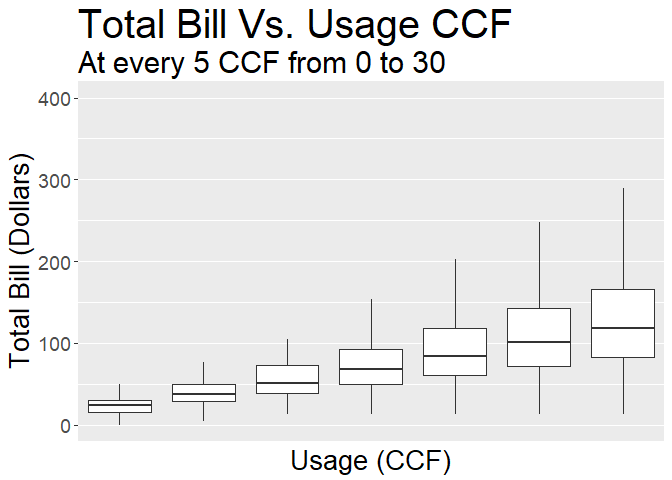 Total Bill Vs. Usage CCF
At every 5 CCF from 0 to 30
400
300
200
100
0
Total Bill (Dollars)
Usage (CCF)